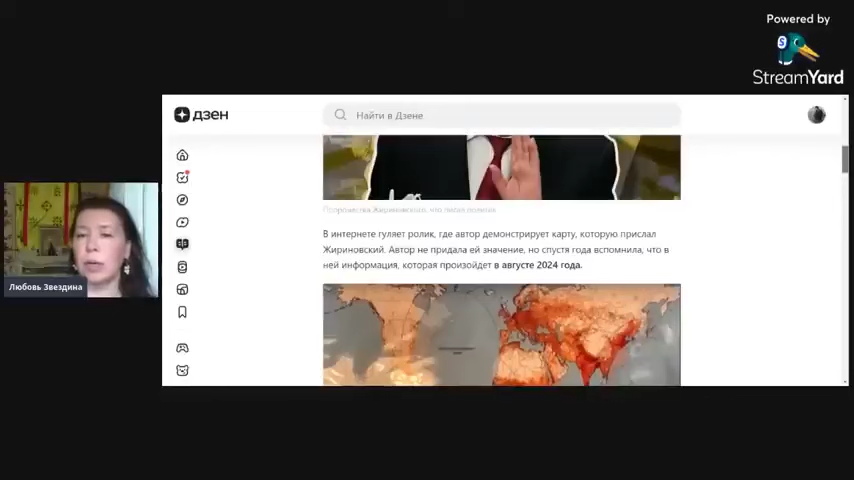 Powered by
StreamYard
дзен
Найти в Дзене
В интернете гуляет ролик, где автор демонстрирует карту, которую прислал
Жириновский. Автор не придала ей значение, но спустя года вспомнила, что в
ней информация, которая произойдет в августе 2024 года.
Любовь Звездина